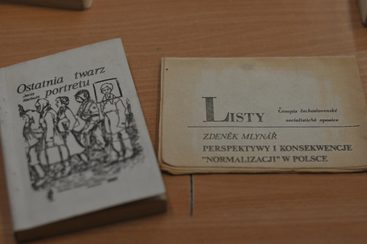 Ostatnia twarz
portretu
LISTY
Časopis československé
socialistické opozice
ZDENĚK MLYNÁŘ
PERSPEKTYWY I KONSEKWENCJE
"NORMALIZACJI" W POLSCE